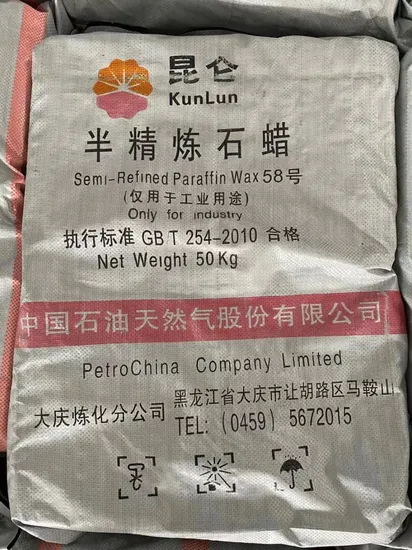 昆仑
KunLun
半精炼石蜡
Semi-Refined Paraffin Wax 58号
(仅用于工业用途)
Only for industry
执行标准 GB/T 254-2010 合格
Net Weight 50Kg
中国石油天然气股份有限公司
PetroChina Company Limited
大庆炼化分公司
黑龙江省大庆市让胡路区马鞍山
TEL: (0459) 5672015